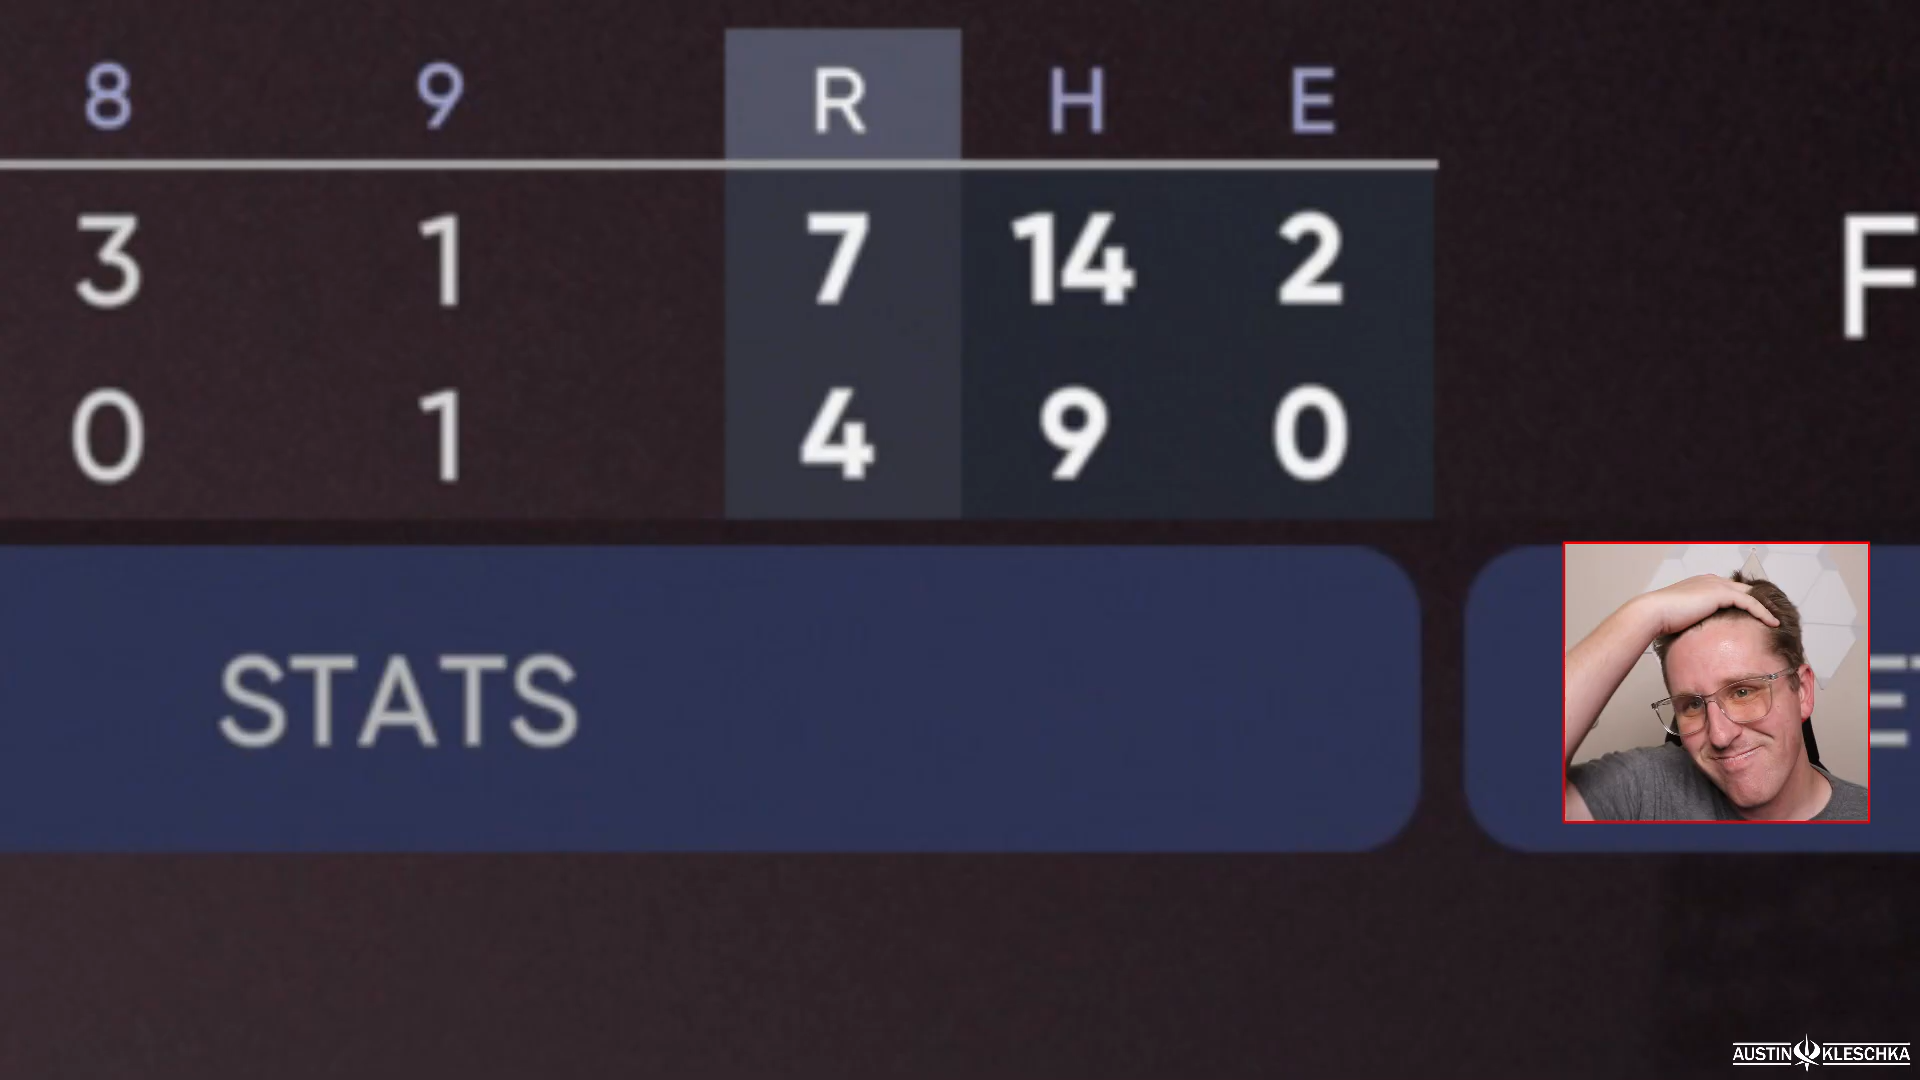 8 9 R H E
3 1 7 14 2
0 1 4 9 0
STATS
AUSTIN KLESCHKA